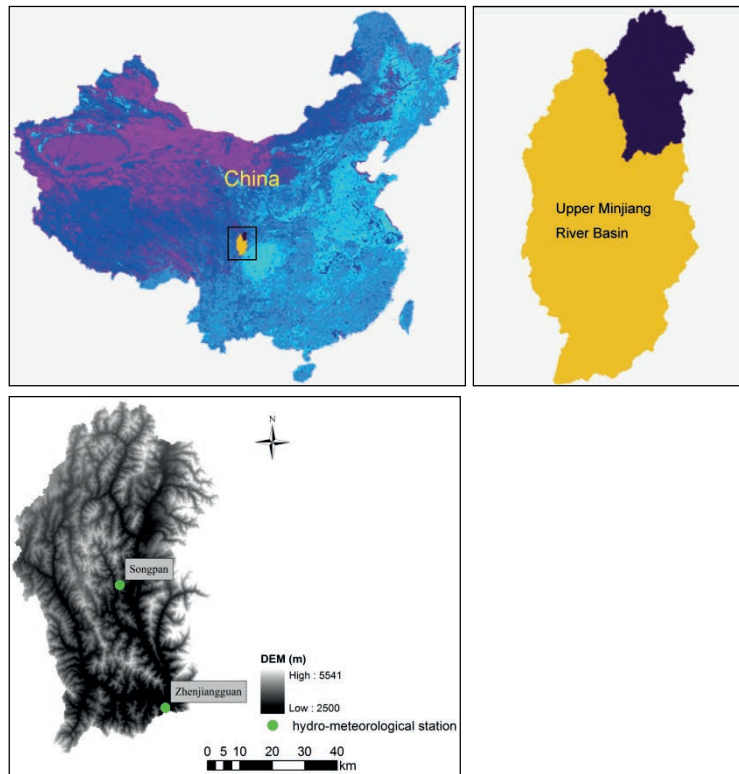 China
Upper Minjiang
River Basin
N
Songpan
Zhenjiangguan
DEM (m)
High : 5541
Low : 2500
hydro-meteorological station
0 5 10 20 30 40
km